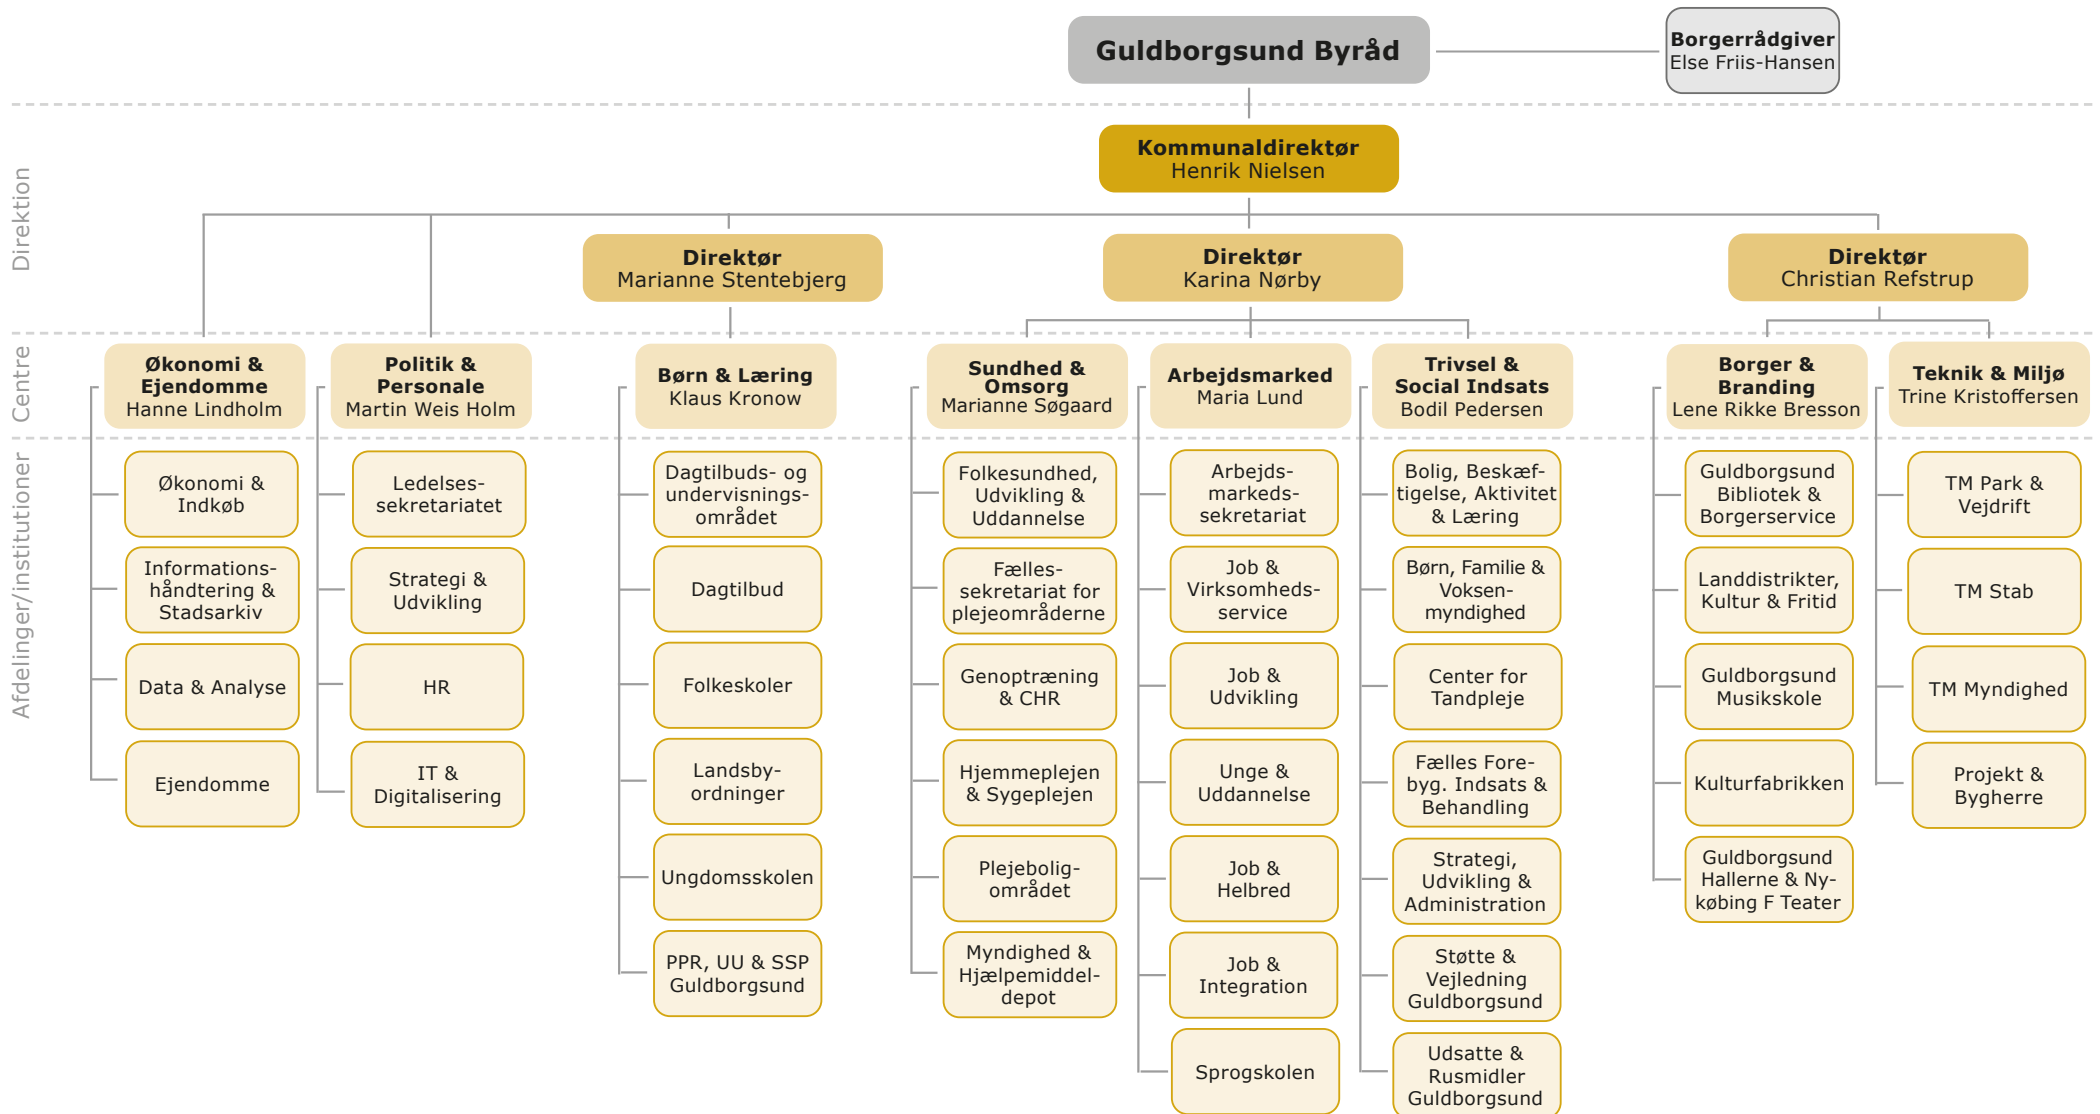 Guldborgsund Byråd
Borgerrådgiver
Else Friis-Hansen
Direktion
Kommunaldirektør
Henrik Nielsen
Direktør
Marianne Stentebjerg
Direktør
Karina Nørby
Direktør
Christian Refstrup
Centre
Økonomi &
Ejendomme
Hanne Lindholm
Politik &
Personale
Martin Weis Holm
Børn & Læring
Klaus Kronow
Sundhed &
Omsorg
Marianne Søgaard
Arbejdsmarked
Maria Lund
Trivsel &
Social Indsats
Bodil Pedersen
Borger &
Branding
Lene Rikke Bresson
Teknik & Miljø
Trine Kristoffersen
Afdelinger/institutioner
Økonomi &
Indkøb
Informations-
håndtering &
Stadsarkiv
Data & Analyse
Ejendomme
Ledelses-
sekretariatet
Strategi &
Udvikling
HR
IT &
Digitalisering
Dagtilbuds- og
undervisnings-
området
Dagtilbud
Folkeskoler
Landsby-
ordninger
Ungdomsskolen
PPR, UU & SSP
Guldborgsund
Folkesundhed,
Udvikling &
Uddannelse
Fælles-
sekretariat for
plejeområderne
Genoptræning
& CHR
Hjemmeplejen
& Sygeplejen
Plejebolig-
området
Myndighed &
Hjælpemiddel-
depot
Arbejds-
markeds-
sekretariat
Job &
Virksomheds-
service
Job &
Udvikling
Unge &
Uddannelse
Job &
Helbred
Job &
Integration
Sprogskolen
Bolig, Beskæf-
tigelse, Aktivitet
& Læring
Børn, Familie &
Voksen-
myndighed
Center for
Tandpleje
Fælles Fore-
byg. Indsats &
Behandling
Strategi,
Udvikling &
Administration
Støtte &
Vejledning
Guldborgsund
Udsatte &
Rusmidler
Guldborgsund
Guldborgsund
Bibliotek &
Borgerservice
Landdistrikter,
Kultur & Fritid
Guldborgsund
Musikskole
Kulturfabrikken
Guldborgsund
Hallerne & Ny-
købing F Teater
TM Park &
Vejdrift
TM Stab
TM Myndighed
Projekt &
Bygherre